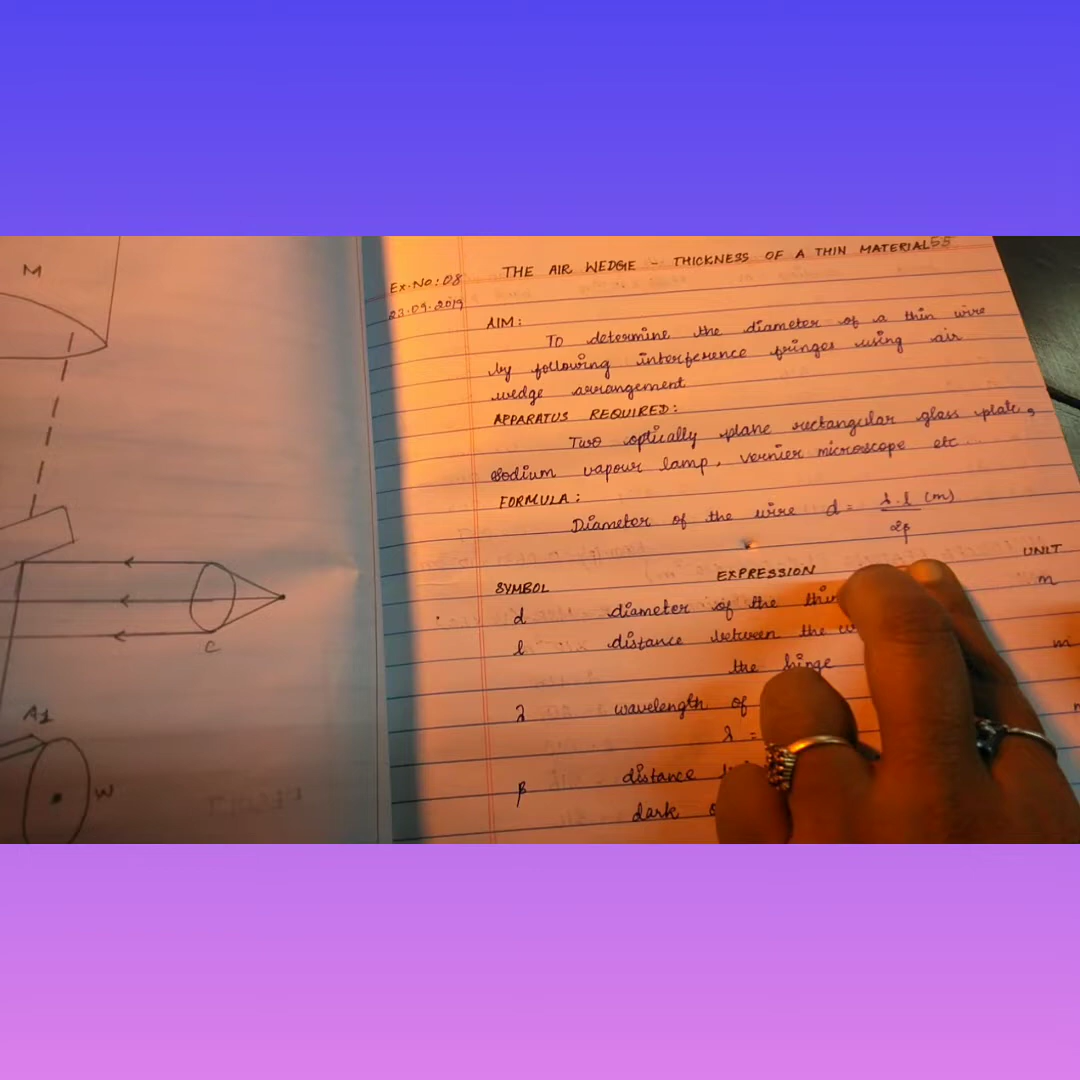 M
C
A1
W
THE AIR WEDGE - THICKNESS OF A THIN MATERIAL
Ex.No: 08
23.09.2019
AIM:
To determine the diameter of a thin wire
by following interference fringes using air
wedge arrangement
APPARATUS REQUIRED:
Two optically plane rectangular glass plate,
sodium vapour lamp, vernier microscope etc...
FORMULA:
Diameter of the wire d = λ.l (m)
2β
SYMBOL EXPRESSION UNIT
d diameter of the thin m
l distance between the
the hinge m
λ wavelength of
λ =
β distance
dark